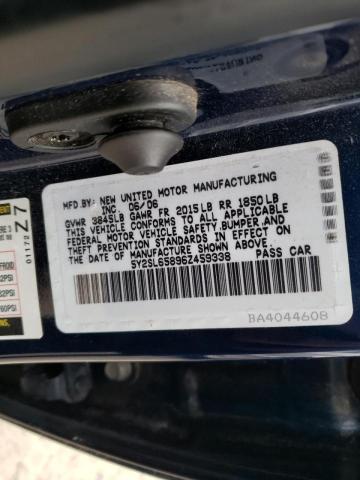 MFD.BY: NEW UNITED MOTOR MANUFACTURING
INC 06/06
GVWR 3845LB GAWR FR 2015LB RR 1850LB
THIS VEHICLE CONFORMS TO ALL APPLICABLE
FEDERAL MOTOR VEHICLE SAFETY,BUMPER,AND
THEFT PREVENTION STANDARDS IN EFFECT ON
THE DATE OF MANUFACTURE SHOWN ABOVE.
5Y2SL65896Z459338 PASS CAR
BA4044608
01172
Z7